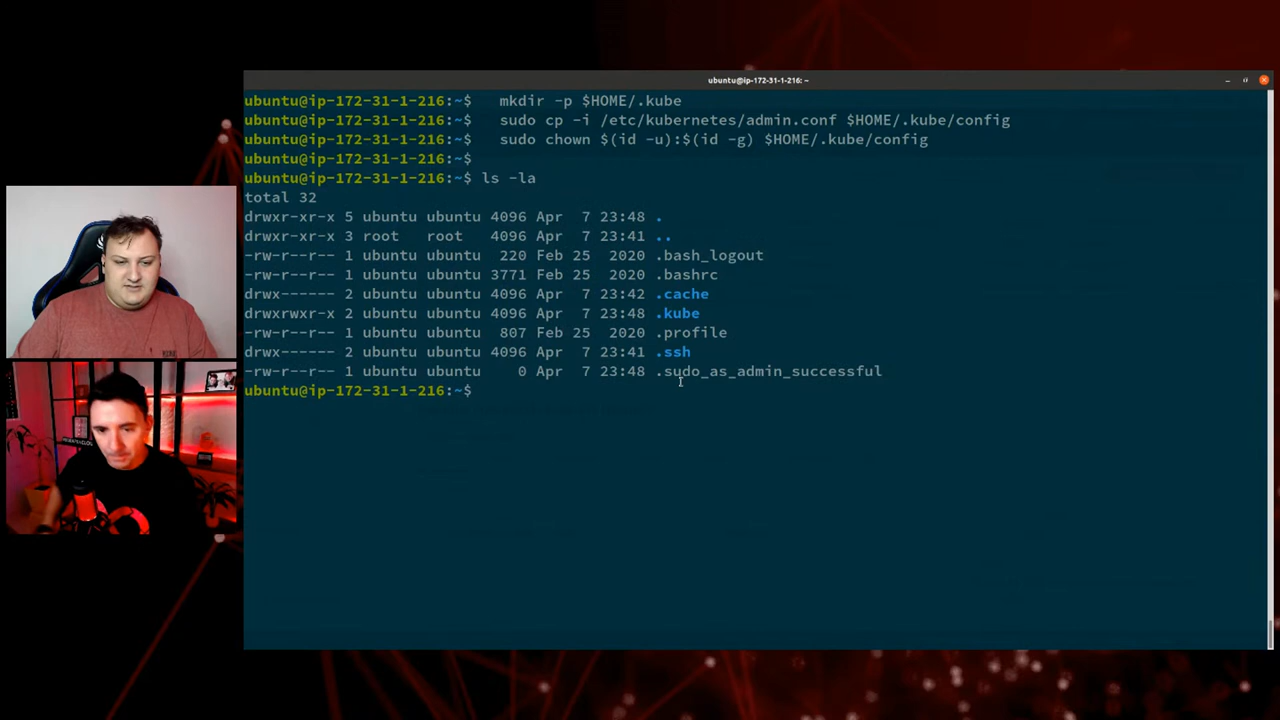 ubuntu@ip-172-31-1-216: ~
ubuntu@ip-172-31-1-216:~$   mkdir -p $HOME/.kube
ubuntu@ip-172-31-1-216:~$   sudo cp -i /etc/kubernetes/admin.conf $HOME/.kube/config
ubuntu@ip-172-31-1-216:~$   sudo chown $(id -u):$(id -g) $HOME/.kube/config
ubuntu@ip-172-31-1-216:~$
ubuntu@ip-172-31-1-216:~$ ls -la
total 32
drwxr-xr-x 5 ubuntu ubuntu 4096 Apr  7 23:48 .
drwxr-xr-x 3 root   root   4096 Apr  7 23:41 ..
-rw-r--r-- 1 ubuntu ubuntu  220 Feb 25  2020 .bash_logout
-rw-r--r-- 1 ubuntu ubuntu 3771 Feb 25  2020 .bashrc
drwx------ 2 ubuntu ubuntu 4096 Apr  7 23:42 .cache
drwxrwxr-x 2 ubuntu ubuntu 4096 Apr  7 23:48 .kube
-rw-r--r-- 1 ubuntu ubuntu  807 Feb 25  2020 .profile
drwx------ 2 ubuntu ubuntu 4096 Apr  7 23:41 .ssh
-rw-r--r-- 1 ubuntu ubuntu    0 Apr  7 23:48 .sudo_as_admin_successful
ubuntu@ip-172-31-1-216:~$